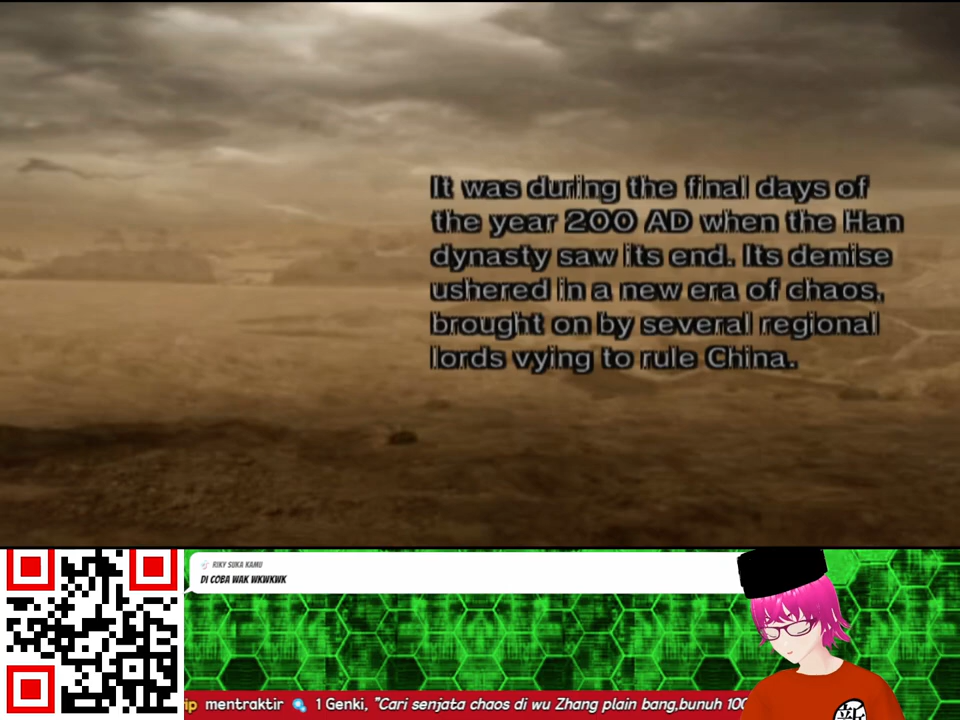 It was during the final days of
the year 200 AD when the Han
dynasty saw its end. Its demise
ushered in a new era of chaos,
brought on by several regional
lords vying to rule China.
RIKY SUKA KAMU
DI COBA WAK WKWKWK
ip mentraktir 1 Genki, "Cari senjata chaos di wu Zhang plain bang,bunuh 100
新